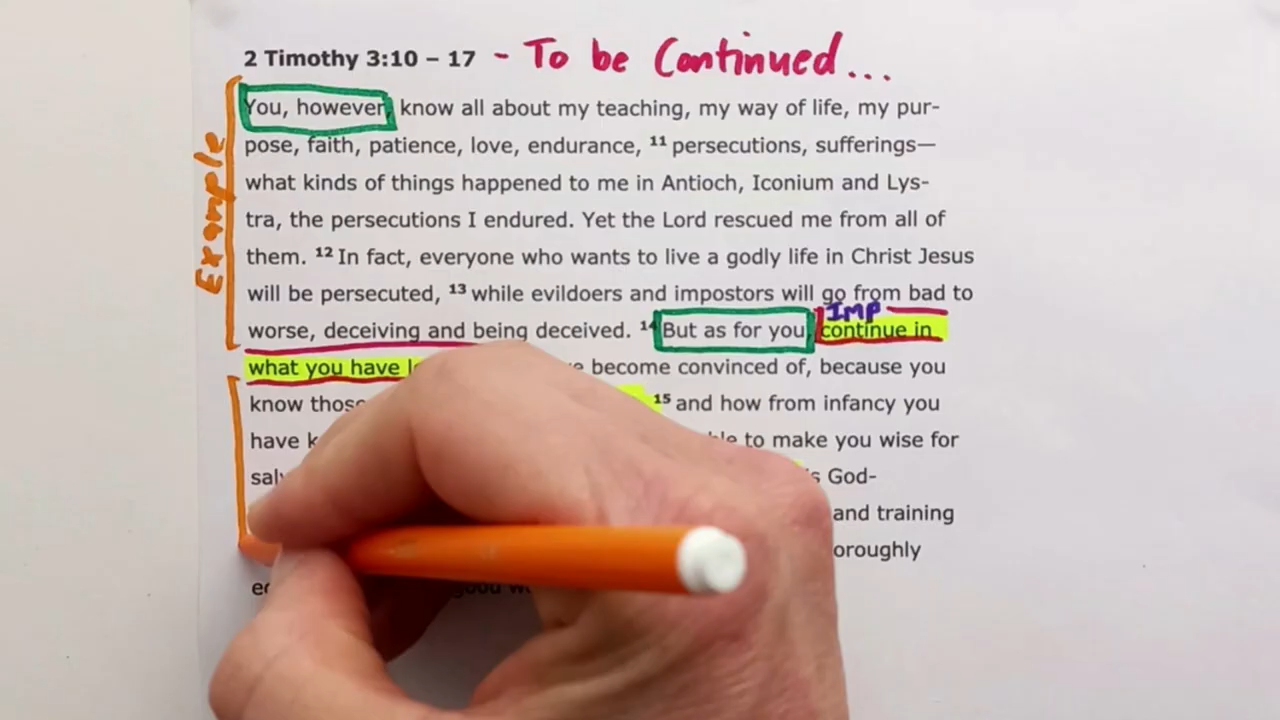 2 Timothy 3:10 – 17 - To be Continued...
Example
You, however, know all about my teaching, my way of life, my pur-
pose, faith, patience, love, endurance, 11 persecutions, sufferings—
what kinds of things happened to me in Antioch, Iconium and Lys-
tra, the persecutions I endured. Yet the Lord rescued me from all of
them. 12 In fact, everyone who wants to live a godly life in Christ Jesus
will be persecuted, 13 while evildoers and impostors will go from bad to
IMP
worse, deceiving and being deceived. 14 But as for you, continue in
what you have become convinced of, because you
know 15 and how from infancy you
have to make you wise for
God-
and training